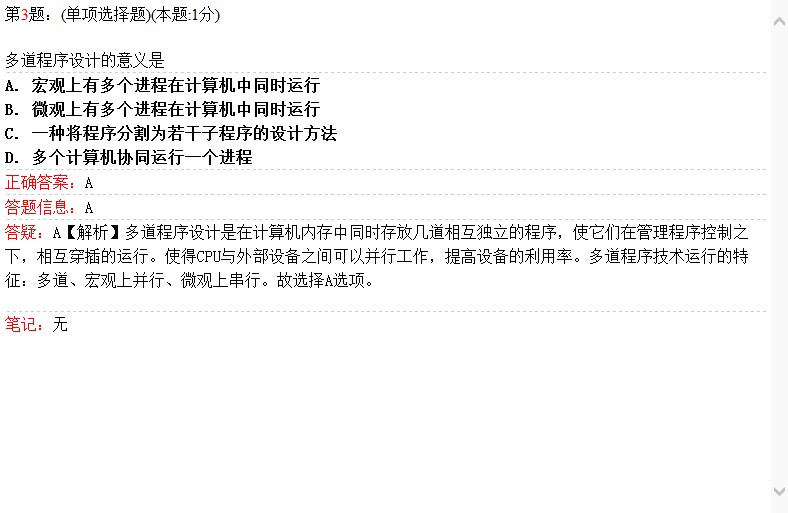 第3题：(单项选择题)(本题:1分)
多道程序设计的意义是
A. 宏观上有多个进程在计算机中同时运行
B. 微观上有多个进程在计算机中同时运行
C. 一种将程序分割为若干子程序的设计方法
D. 多个计算机协同运行一个进程
正确答案：A
答题信息：A
答疑：A【解析】多道程序设计是在计算机内存中同时存放几道相互独立的程序，使它们在管理程序控制之
下，相互穿插的运行。使得CPU与外部设备之间可以并行工作，提高设备的利用率。多道程序技术运行的特
征：多道、宏观上并行、微观上串行。故选择A选项。
笔记：无